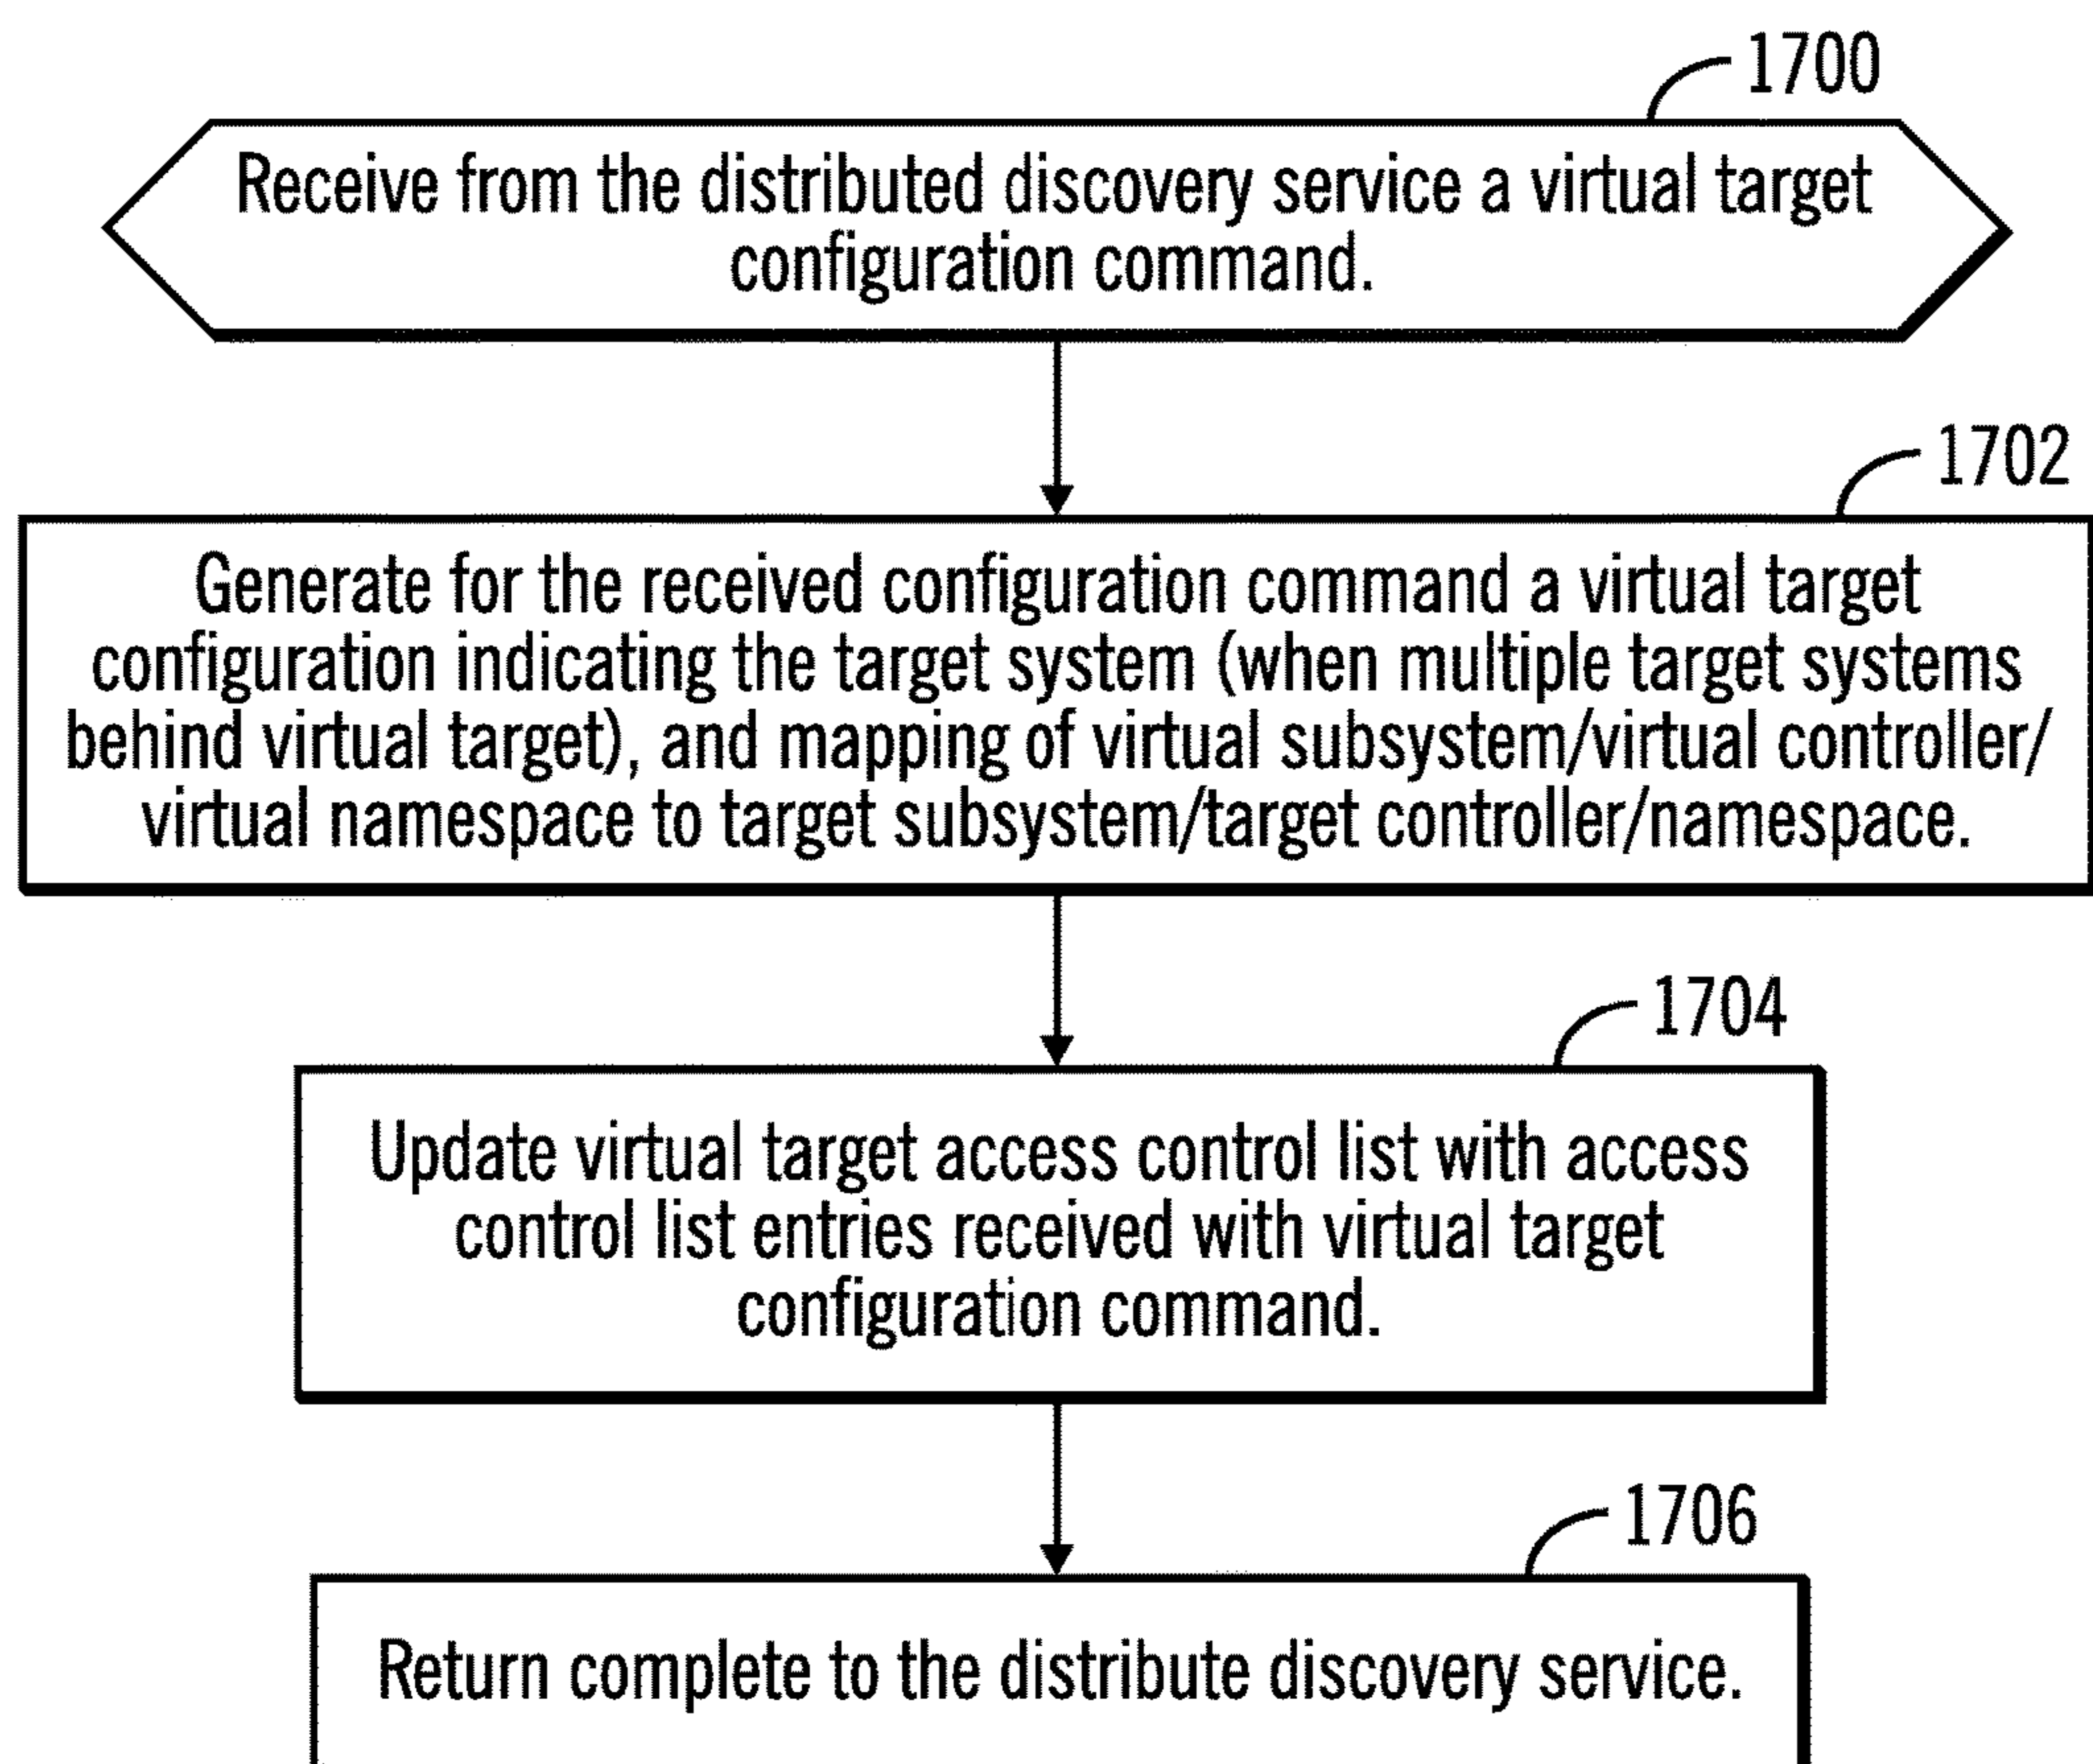 1700
Receive from the distributed discovery service a virtual target
configuration command.
1702
Generate for the received configuration command a virtual target
configuration indicating the target system (when multiple target systems
behind virtual target), and mapping of virtual subsystem/virtual controller/
virtual namespace to target subsystem/target controller/namespace.
1704
Update virtual target access control list with access
control list entries received with virtual target
configuration command.
1706
Return complete to the distribute discovery service.